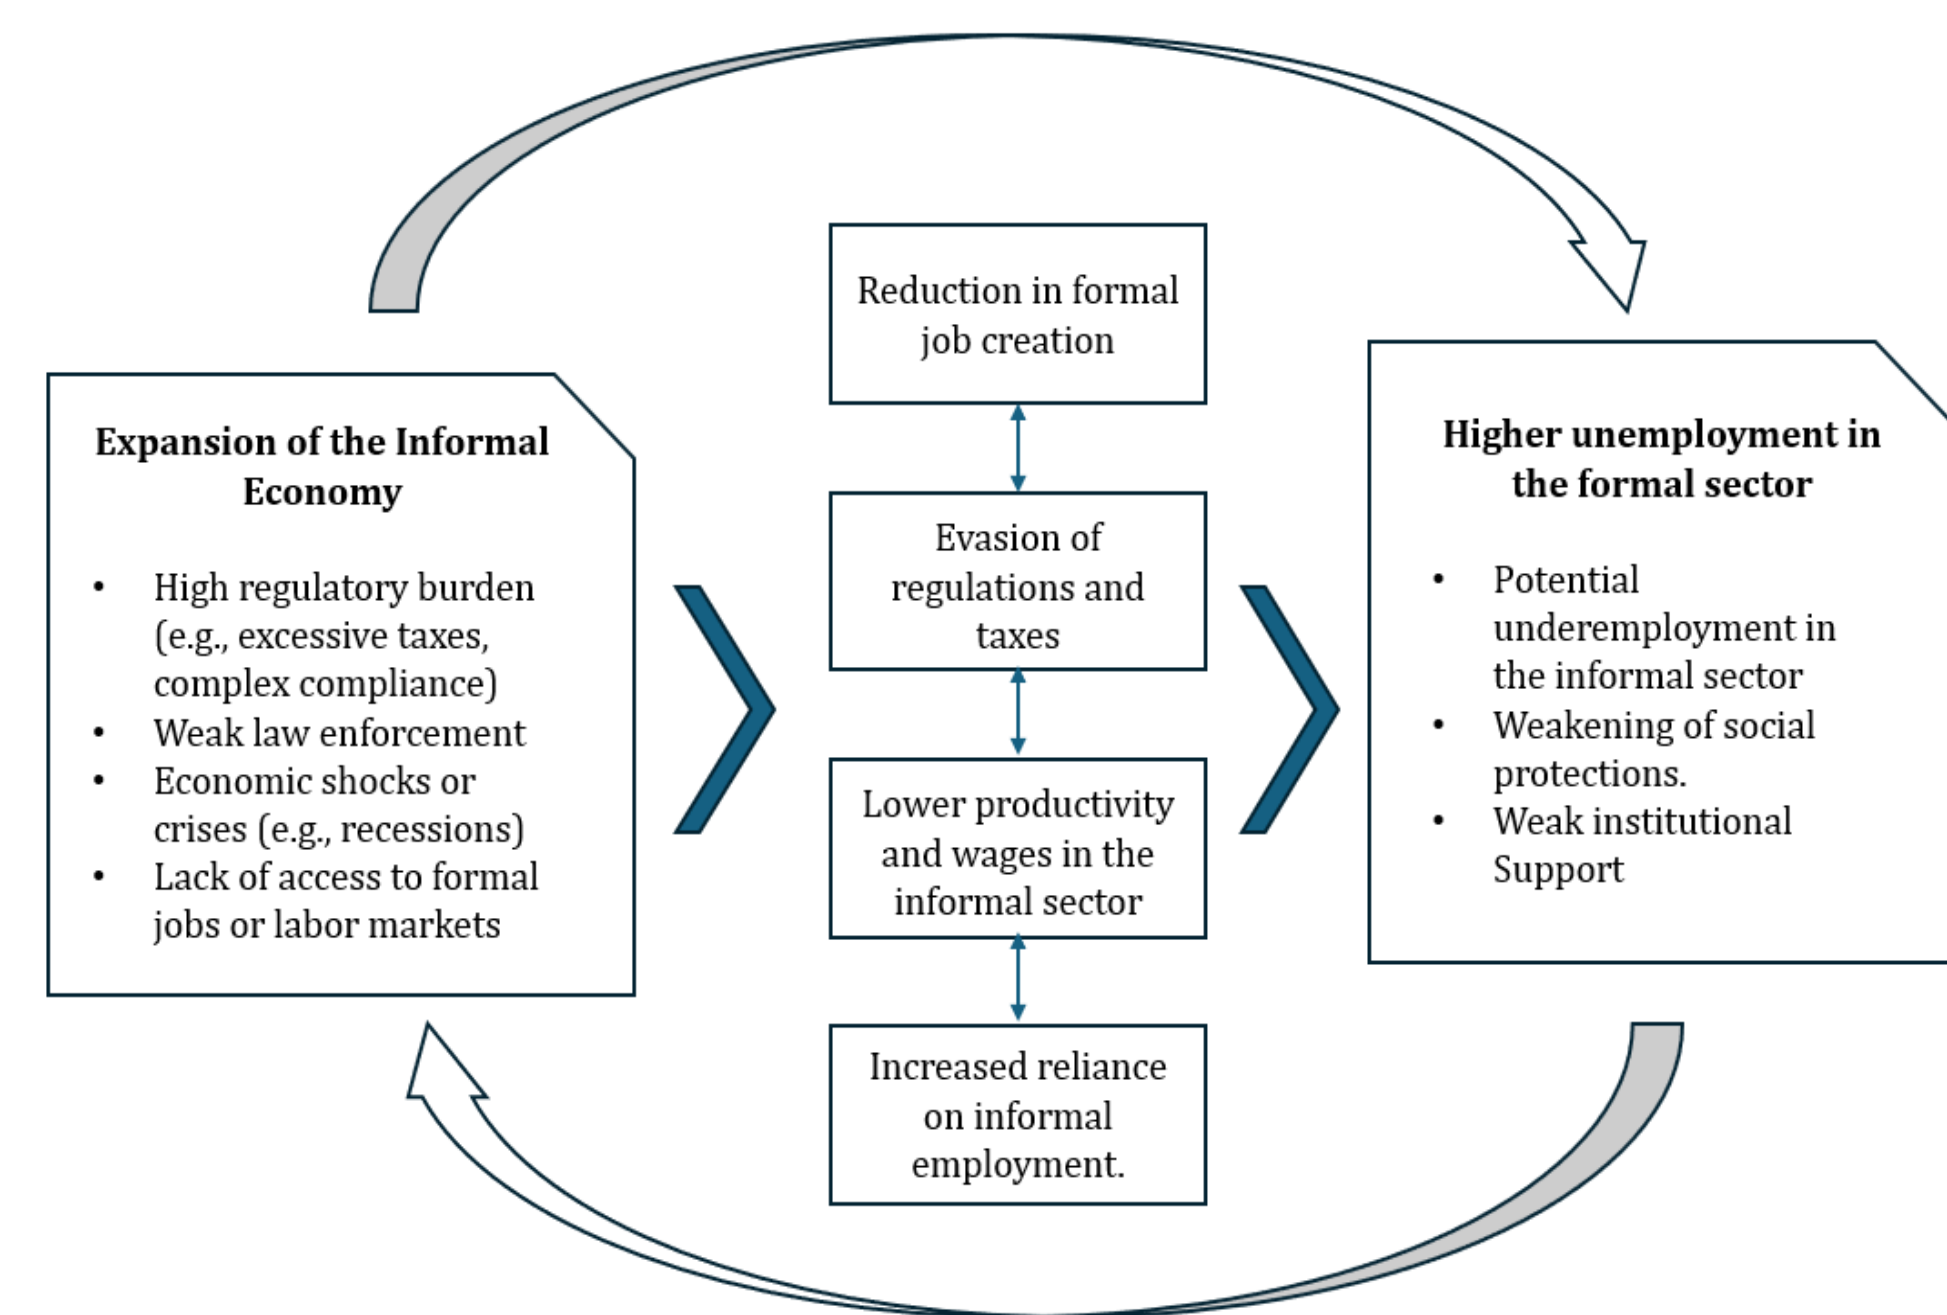 Expansion of the Informal
Economy
• High regulatory burden
(e.g., excessive taxes,
complex compliance)
• Weak law enforcement
• Economic shocks or
crises (e.g., recessions)
• Lack of access to formal
jobs or labor markets
Reduction in formal
job creation
Evasion of
regulations and
taxes
Lower productivity
and wages in the
informal sector
Increased reliance
on informal
employment.
Higher unemployment in
the formal sector
• Potential
underemployment in
the informal sector
• Weakening of social
protections.
• Weak institutional
Support